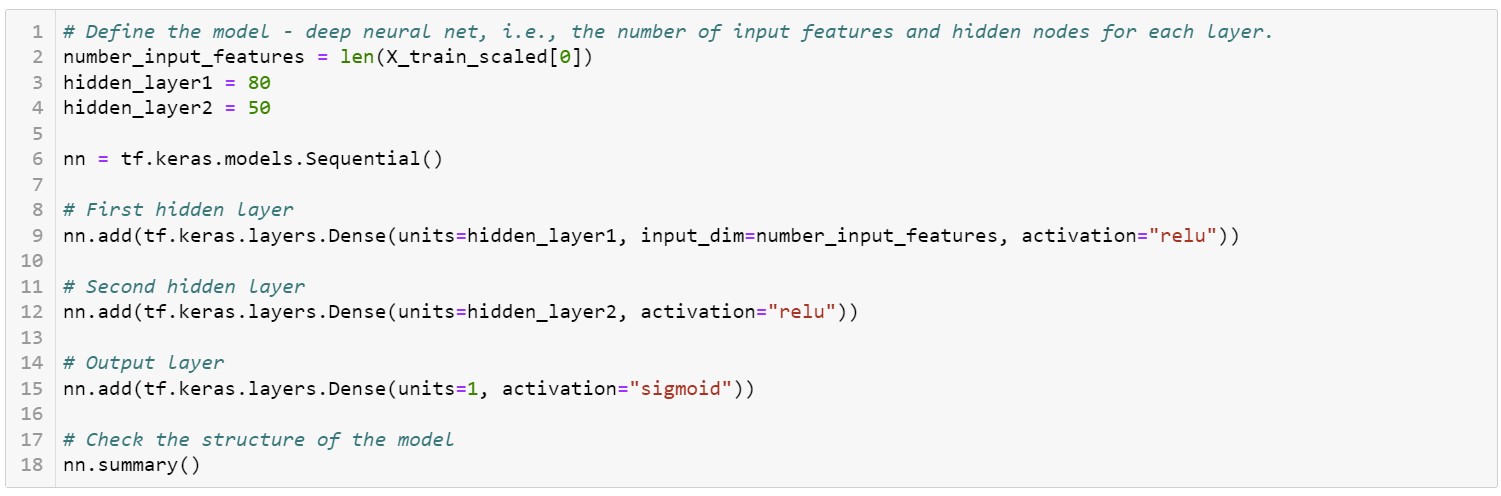 1 # Define the model - deep neural net, i.e., the number of input features and hidden nodes for each layer.
2 number_input_features = len(X_train_scaled[0])
3 hidden_layer1 = 80
4 hidden_layer2 = 50
5
6 nn = tf.keras.models.Sequential()
7
8 # First hidden layer
9 nn.add(tf.keras.layers.Dense(units=hidden_layer1, input_dim=number_input_features, activation="relu"))
10
11 # Second hidden layer
12 nn.add(tf.keras.layers.Dense(units=hidden_layer2, activation="relu"))
13
14 # Output layer
15 nn.add(tf.keras.layers.Dense(units=1, activation="sigmoid"))
16
17 # Check the structure of the model
18 nn.summary()